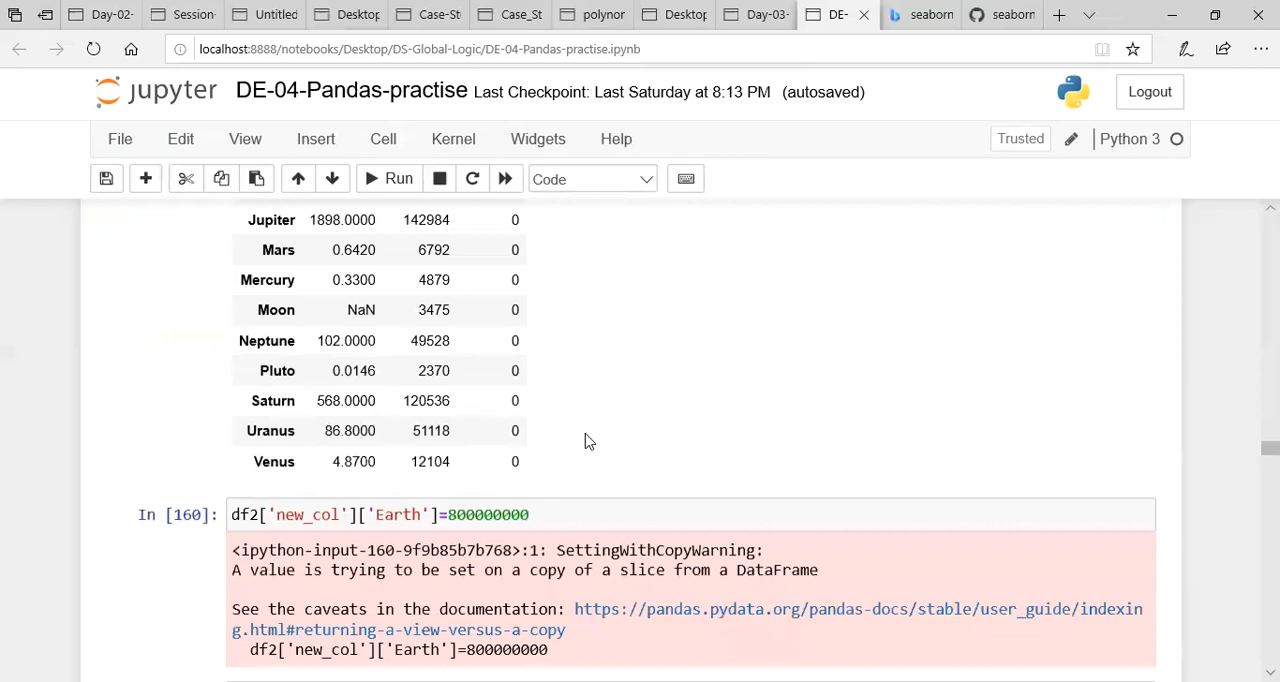 Day-02-
Session-
Untitled
Desktop
Case-St
Case_St
polynor
Desktop
Day-03-
DE-
seaborn
seaborn
localhost:8888/notebooks/Desktop/DS-Global-Logic/DE-04-Pandas-practise.ipynb
jupyter DE-04-Pandas-practise Last Checkpoint: Last Saturday at 8:13 PM (autosaved)
Logout
File Edit View Insert Cell Kernel Widgets Help
Trusted
Python 3
Run
Code
Jupiter 1898.0000 142984 0
Mars 0.6420 6792 0
Mercury 0.3300 4879 0
Moon NaN 3475 0
Neptune 102.0000 49528 0
Pluto 0.0146 2370 0
Saturn 568.0000 120536 0
Uranus 86.8000 51118 0
Venus 4.8700 12104 0
In [160]: df2['new_col']['Earth']=800000000
<ipython-input-160-9f9b85b7b768>:1: SettingWithCopyWarning:
A value is trying to be set on a copy of a slice from a DataFrame
See the caveats in the documentation: https://pandas.pydata.org/pandas-docs/stable/user_guide/indexin
g.html#returning-a-view-versus-a-copy
df2['new_col']['Earth']=800000000